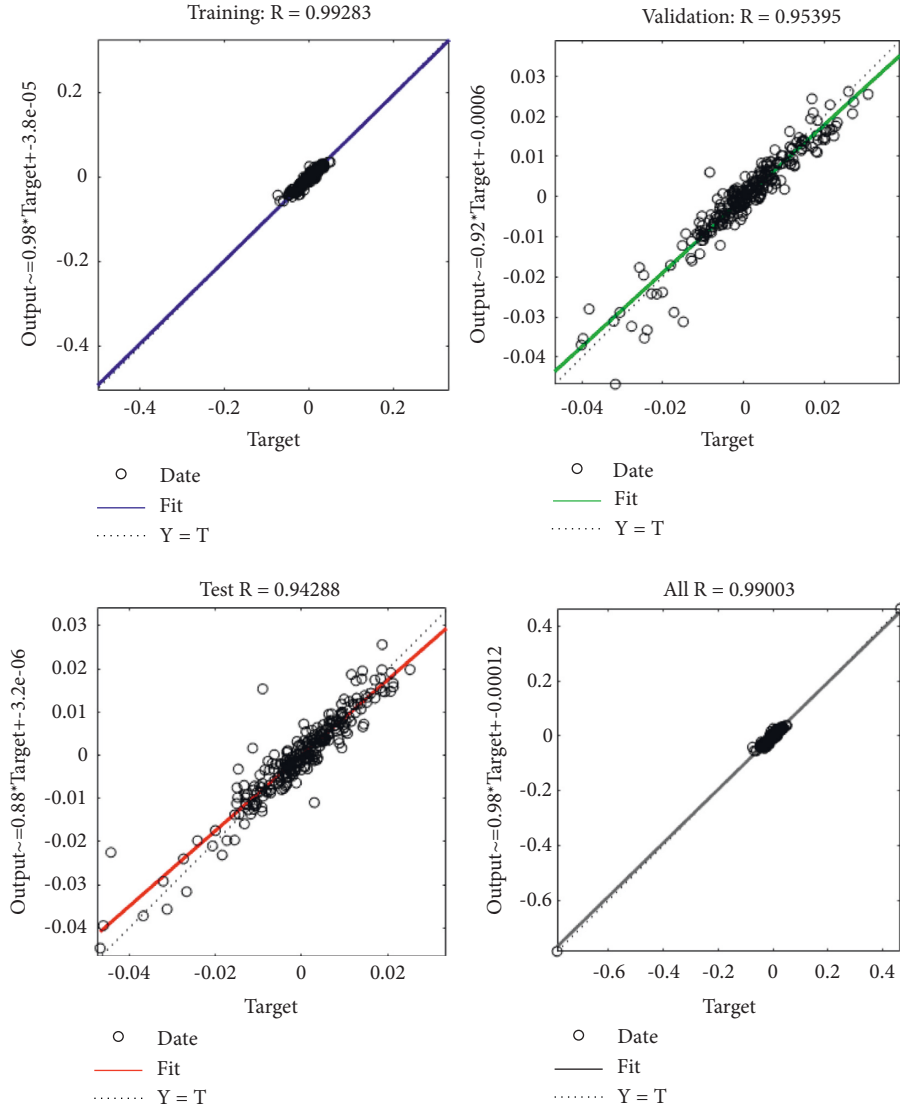 Training: R = 0.99283
Output~=0.98*Target+-3.8e-05
0.2
0
-0.2
-0.4
-0.4 -0.2 0 0.2
Target
Date
Fit
Y = T
Validation: R = 0.95395
Output~=0.92*Target+-0.0006
0.03
0.02
0.01
0
-0.01
-0.02
-0.03
-0.04
-0.04 -0.02 0 0.02
Target
Date
Fit
Y = T
Test R = 0.94288
Output~=0.88*Target+-3.2e-06
0.03
0.02
0.01
0
-0.01
-0.02
-0.03
-0.04
-0.04 -0.02 0 0.02
Target
Date
Fit
Y = T
All R = 0.99003
Output~=0.98*Target+-0.00012
0.4
0.2
0
-0.2
-0.4
-0.6
-0.6 -0.4 -0.2 0 0.2 0.4
Target
Date
Fit
Y = T